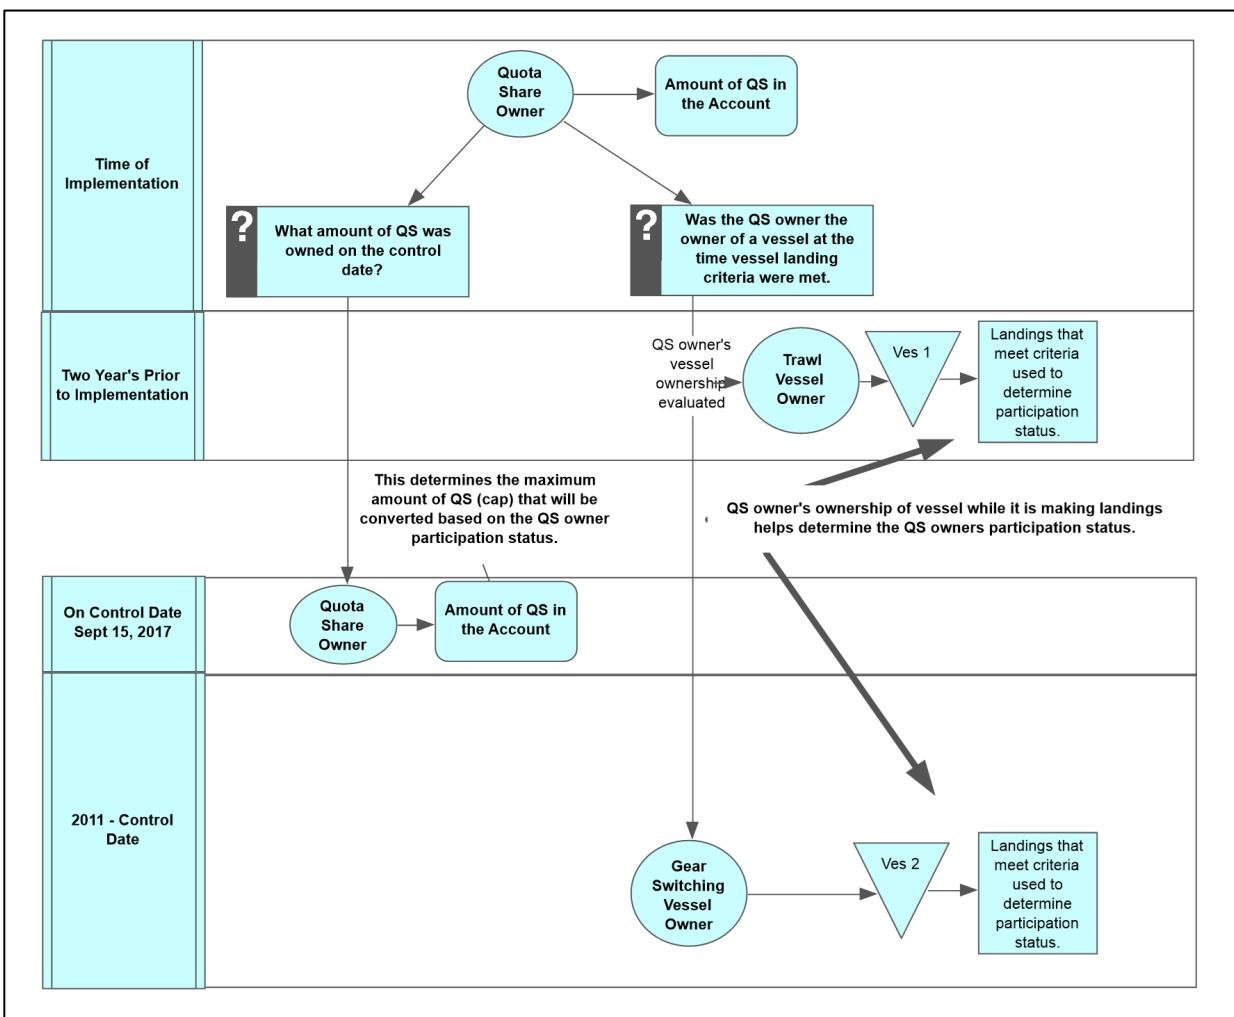 Quota
Share
Owner
Amount of QS in
the Account
Time of
Implementation
?
What amount of QS was
owned on the control
date?
?
Was the QS owner the
owner of a vessel at the
time vessel landing
criteria were met.
Two Year's Prior
to Implementation
QS owner's
vessel
ownership
evaluated
Trawl
Vessel
Owner
Ves 1
Landings that
meet criteria
used to
determine
participation
status.
This determines the maximum
amount of QS (cap) that will be
converted based on the QS owner
participation status.
QS owner's ownership of vessel while it is making landings
helps determine the QS owners participation status.
On Control Date
Sept 15, 2017
Quota
Share
Owner
Amount of QS in
the Account
2011 - Control
Date
Gear
Switching
Vessel
Owner
Ves 2
Landings that
meet criteria
used to
determine
participation
status.